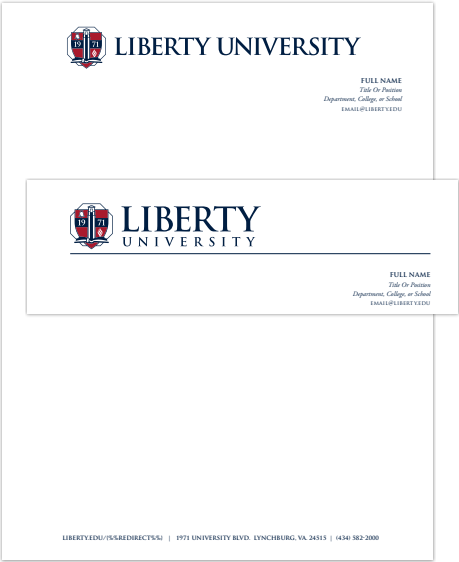 19 71 LIBERTY UNIVERSITY
FULL NAME
Title Or Position
Department, College, or School
EMAIL@LIBERTY.EDU
19 71 LIBERTY
UNIVERSITY
FULL NAME
Title Or Position
Department, College, or School
EMAIL@LIBERTY.EDU
LIBERTY.EDU/[%%REDIRECT%%] | 1971 UNIVERSITY BLVD. LYNCHBURG, VA. 24515 | (434) 582-2000